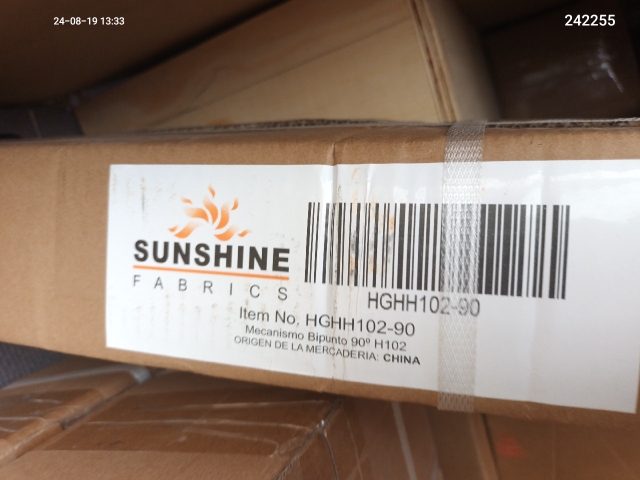 24-08-19 13:33
242255
SUNSHINE
FABRICS
HGHH102-90
Item No. HGHH102-90
Mecanismo Bipunto 90º H102
ORIGEN DE LA MERCADERIA: CHINA